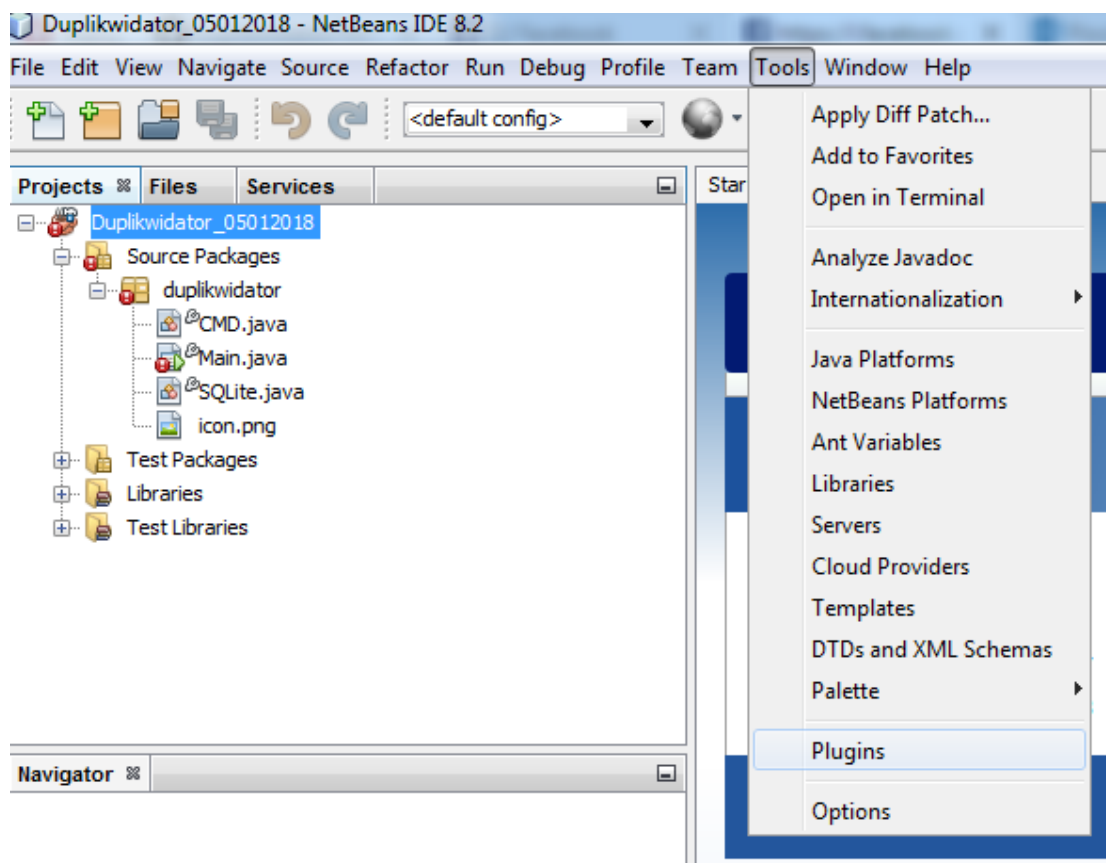 Duplikwidator_05012018 - NetBeans IDE 8.2
File Edit View Navigate Source Refactor Run Debug Profile Team Tools Window Help
<default config>
Projects Files Services
Star
Duplikwidator_05012018
Source Packages
duplikwidator
CMD.java
Main.java
SQLite.java
icon.png
Test Packages
Libraries
Test Libraries
Navigator
Apply Diff Patch...
Add to Favorites
Open in Terminal
Analyze Javadoc
Internationalization
Java Platforms
NetBeans Platforms
Ant Variables
Libraries
Servers
Cloud Providers
Templates
DTDs and XML Schemas
Palette
Plugins
Options